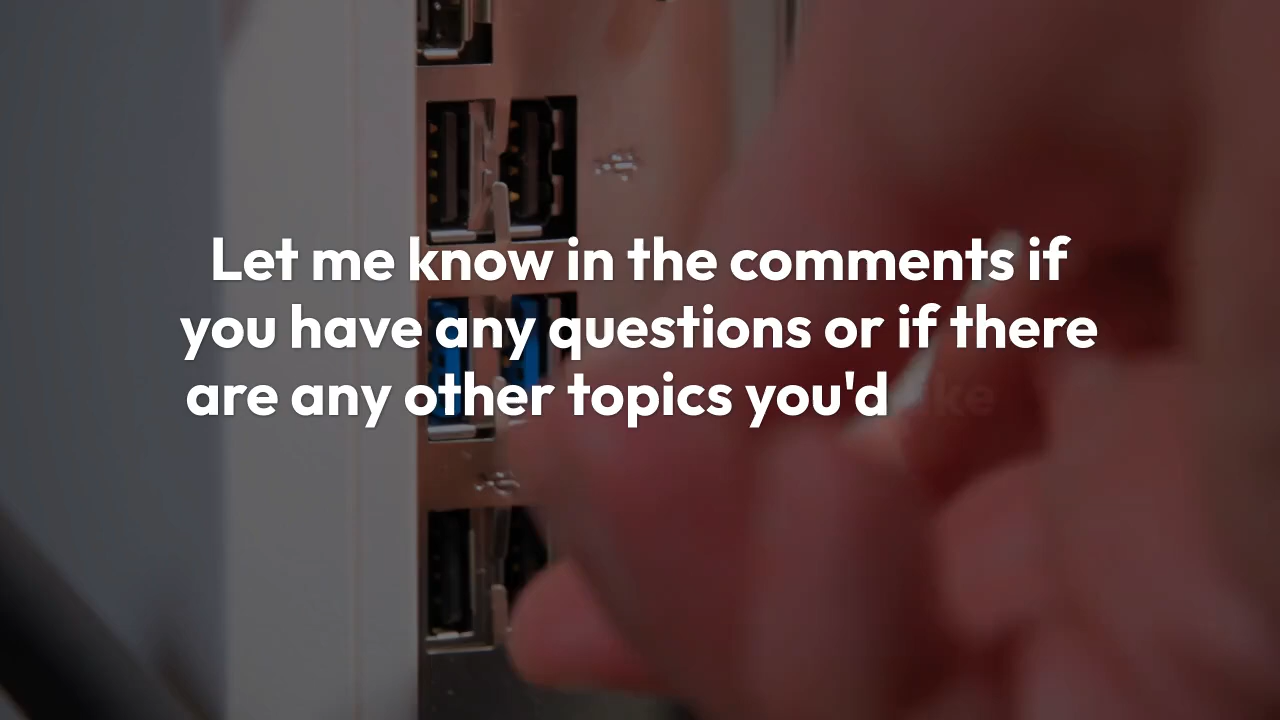 Let me know in the comments if
you have any questions or if there
are any other topics you'd like